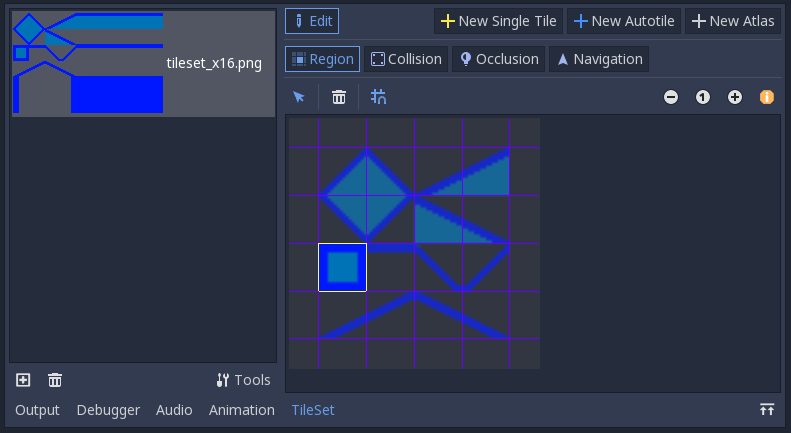 Edit
New Single Tile
New Autotile
New Atlas
Region
Collision
Occlusion
Navigation
tileset_x16.png
1
Tools
Output
Debugger
Audio
Animation
TileSet